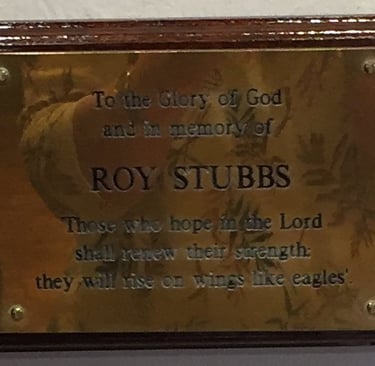 To the Glory of God
and in memory of
ROY STUBBS
'Those who hope in the Lord
shall renew their strength:
they will rise on wings like eagles'.